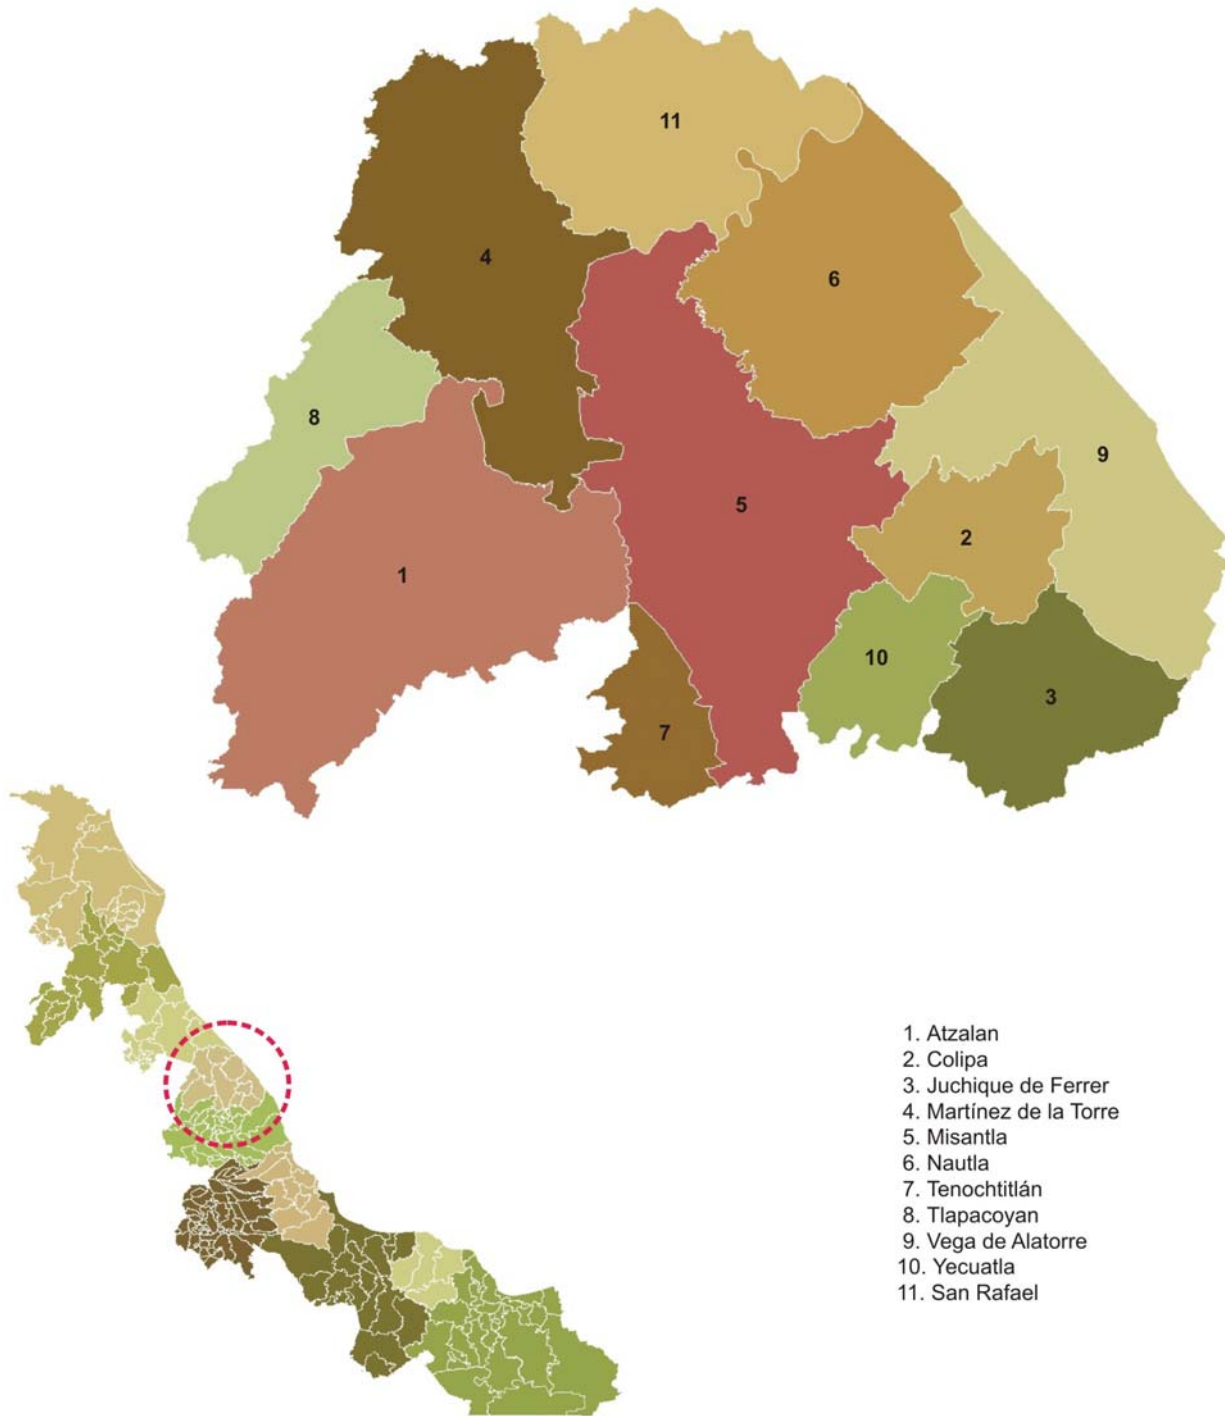 11
4
6
8
9
5
2
1
10
3
7
1. Atzalan
2. Colipa
3. Juchique de Ferrer
4. Martínez de la Torre
5. Misantla
6. Nautla
7. Tenochtitlán
8. Tlapacoyan
9. Vega de Alatorre
10. Yecuatla
11. San Rafael